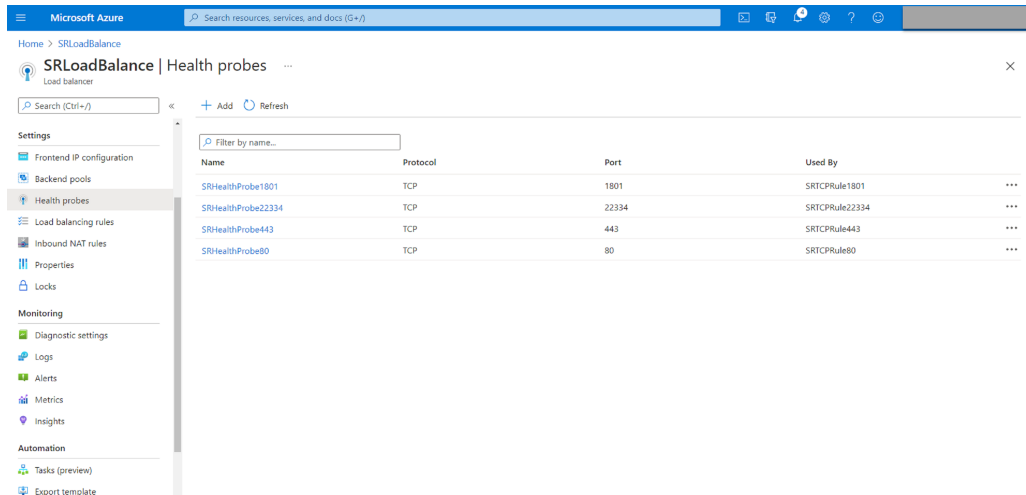 Microsoft Azure
Search resources, services, and docs (G+/)
4
Home > SRLoadBalance
SRLoadBalance | Health probes ...
Load balancer
Search (Ctrl+/)
«
Add
Refresh
Settings
Filter by name...
Frontend IP configuration
Name Protocol Port Used By
Backend pools
SRHealthProbe1801 TCP 1801 SRTCPRule1801
Health probes
SRHealthProbe22334 TCP 22334 SRTCPRule22334
Load balancing rules
SRHealthProbe443 TCP 443 SRTCPRule443
Inbound NAT rules
SRHealthProbe80 TCP 80 SRTCPRule80
Properties
Locks
Monitoring
Diagnostic settings
Logs
Alerts
Metrics
Insights
Automation
Tasks (preview)
Export template